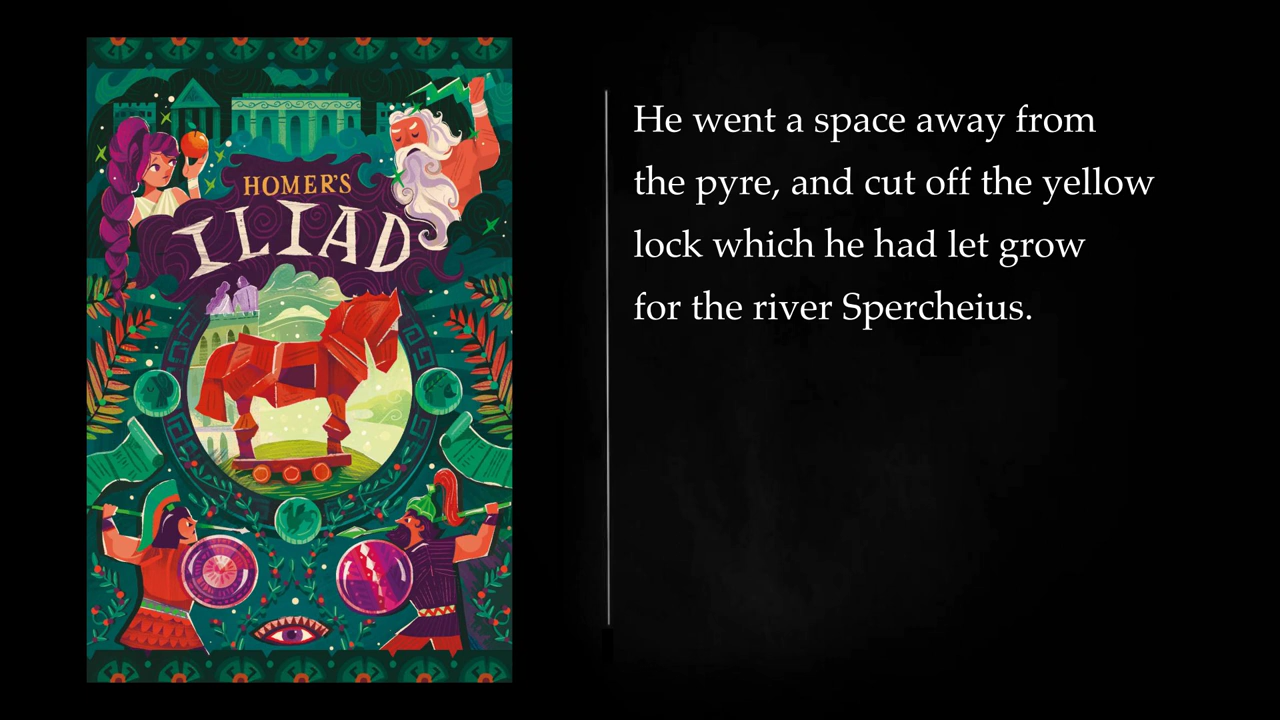 HOMER'S
ILIAD
He went a space away from
the pyre, and cut off the yellow
lock which he had let grow
for the river Spercheius.